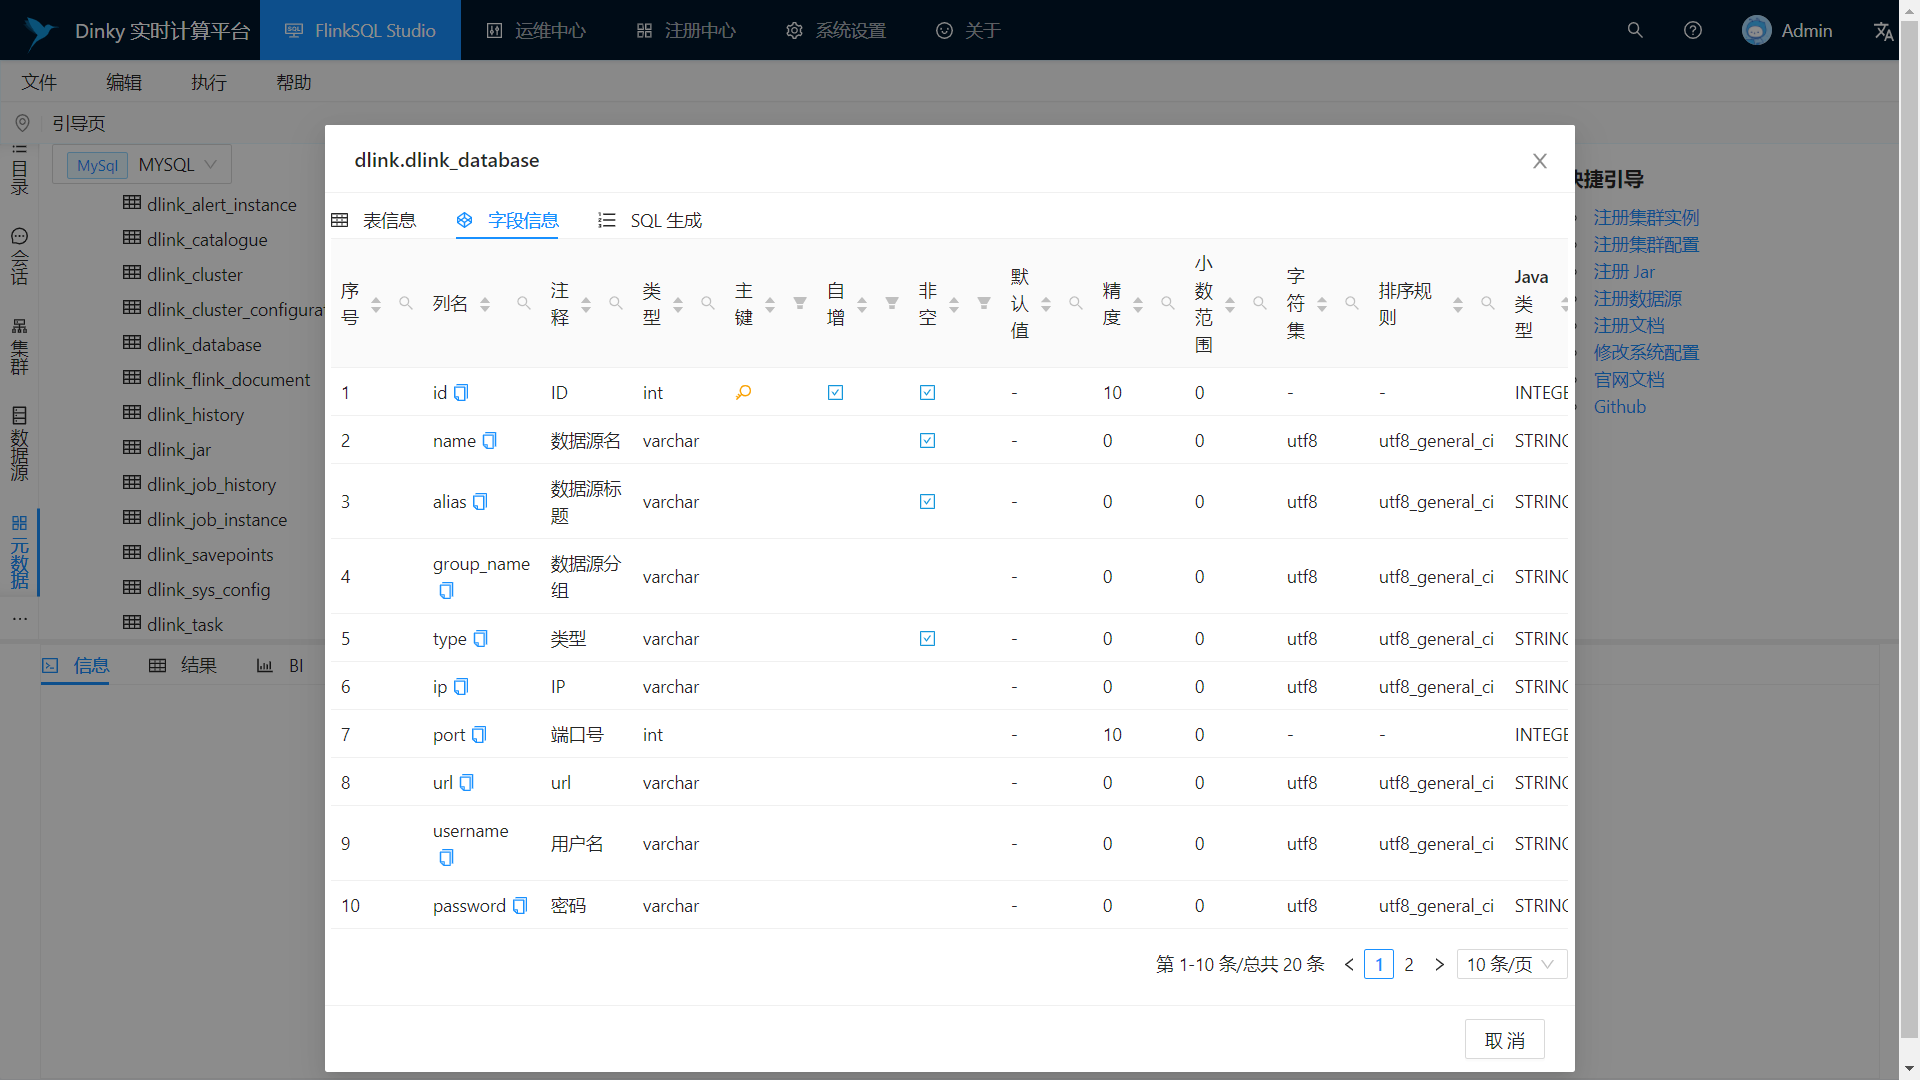 Dinky 实时计算平台 FlinkSQL Studio 运维中心 注册中心 系统设置 关于 Admin
文件 编辑 执行 帮助
引导页
目录
会话
集群
数据源
元数据
MySql MYSQL
dlink_alert_instance
dlink_catalogue
dlink_cluster
dlink_cluster_configura
dlink_database
dlink_flink_document
dlink_history
dlink_jar
dlink_job_history
dlink_job_instance
dlink_savepoints
dlink_sys_config
dlink_task
信息 结果 BI
dlink.dlink_database
表信息 字段信息 SQL 生成
序号 列名 注释 类型 主键 自增 非空 默认值 精度 小数范围 字符集 排序规则 Java 类型
1 id ID int - 10 0 - - INTEGE
2 name 数据源名 varchar - 0 0 utf8 utf8_general_ci STRING
3 alias 数据源标题 varchar - 0 0 utf8 utf8_general_ci STRING
4 group_name 数据源分组 varchar - 0 0 utf8 utf8_general_ci STRING
5 type 类型 varchar - 0 0 utf8 utf8_general_ci STRING
6 ip IP varchar - 0 0 utf8 utf8_general_ci STRING
7 port 端口号 int - 10 0 - - INTEGE
8 url url varchar - 0 0 utf8 utf8_general_ci STRING
9 username 用户名 varchar - 0 0 utf8 utf8_general_ci STRING
10 password 密码 varchar - 0 0 utf8 utf8_general_ci STRING
第 1-10 条/总共 20 条 1 2 10 条/页
取 消
快捷引导
注册集群实例
注册集群配置
注册 Jar
注册数据源
注册文档
修改系统配置
官网文档
Github